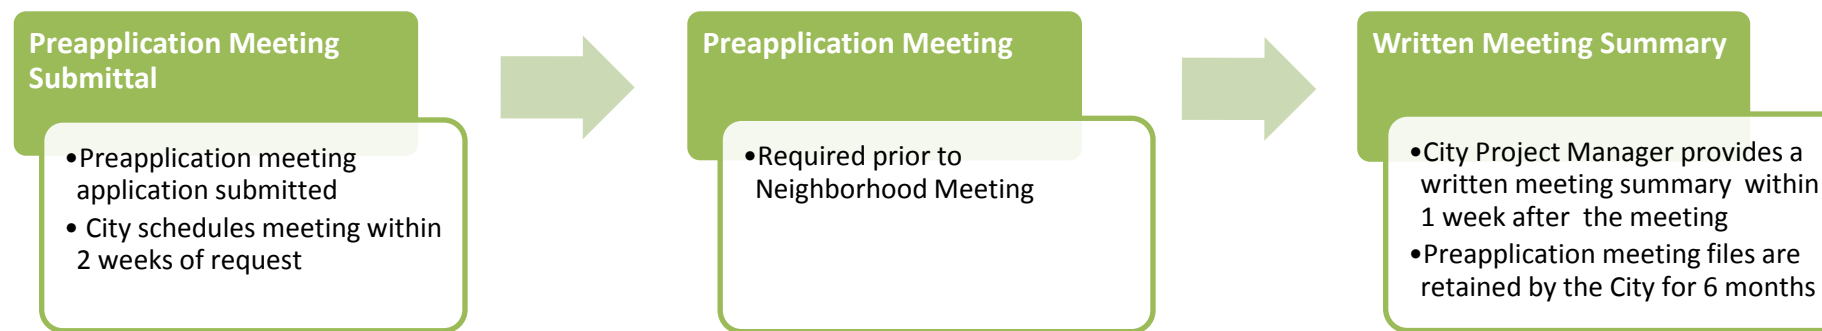 Preapplication Meeting
Submittal
•Preapplication meeting
application submitted
• City schedules meeting within
2 weeks of request
Preapplication Meeting
•Required prior to
Neighborhood Meeting
Written Meeting Summary
•City Project Manager provides a
written meeting summary  within
1 week after  the meeting
•Preapplication meeting files are
retained by the City for 6 months